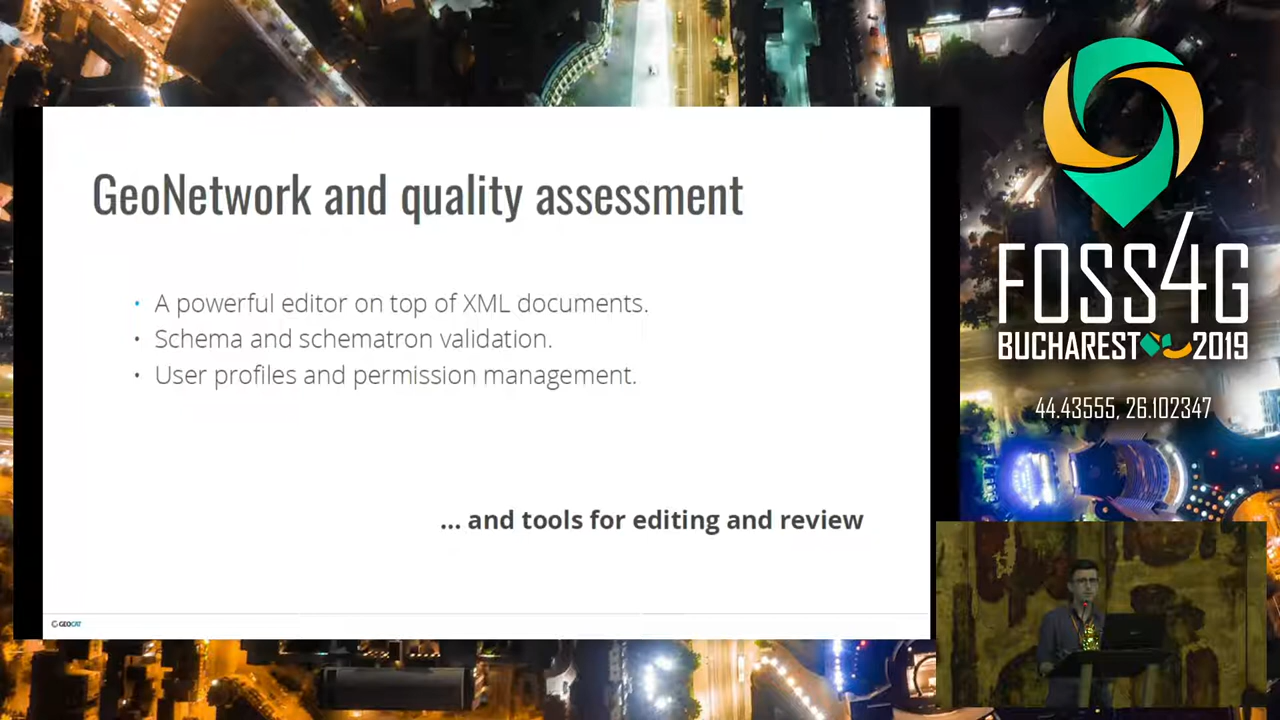 GeoNetwork and quality assessment
• A powerful editor on top of XML documents.
• Schema and schematron validation.
• User profiles and permission management.
... and tools for editing and review
GEOCAT
FOSS4G
BUCHAREST 2019
44.43555, 26.102347